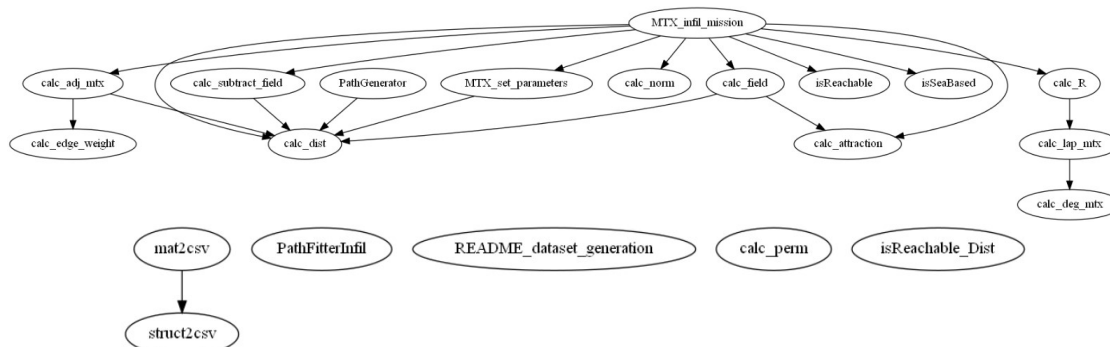 MTX_infil_mission
calc_adj_mtx
calc_subtract_field
PathGenerator
MTX_set_parameters
calc_norm
calc_field
isReachable
isSeaBased
calc_R
calc_edge_weight
calc_dist
calc_attraction
calc_lap_mtx
calc_deg_mtx
mat2csv
PathFitterInfil
README_dataset_generation
calc_perm
isReachable_Dist
struct2csv